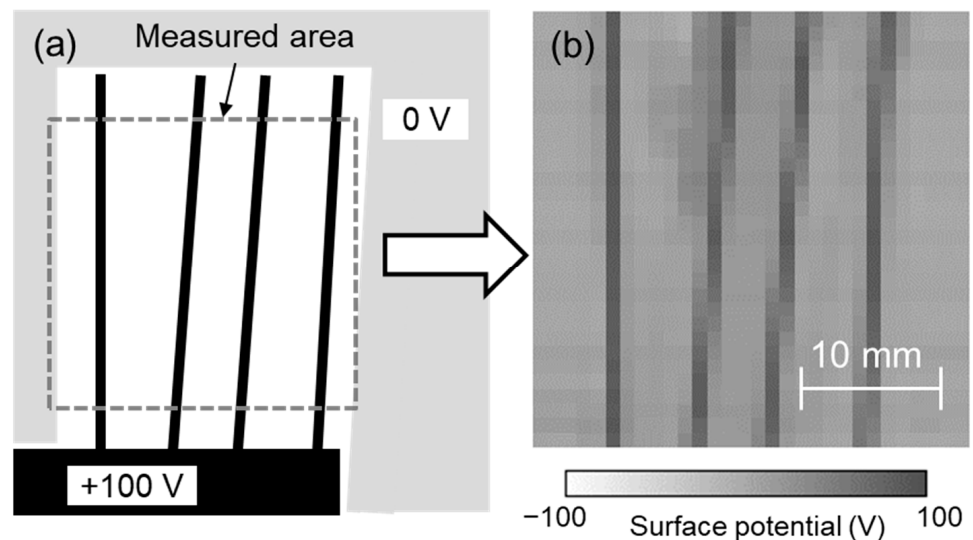 (a)
Measured area
0 V
+100 V
(b)
10 mm
−100
100
Surface potential (V)